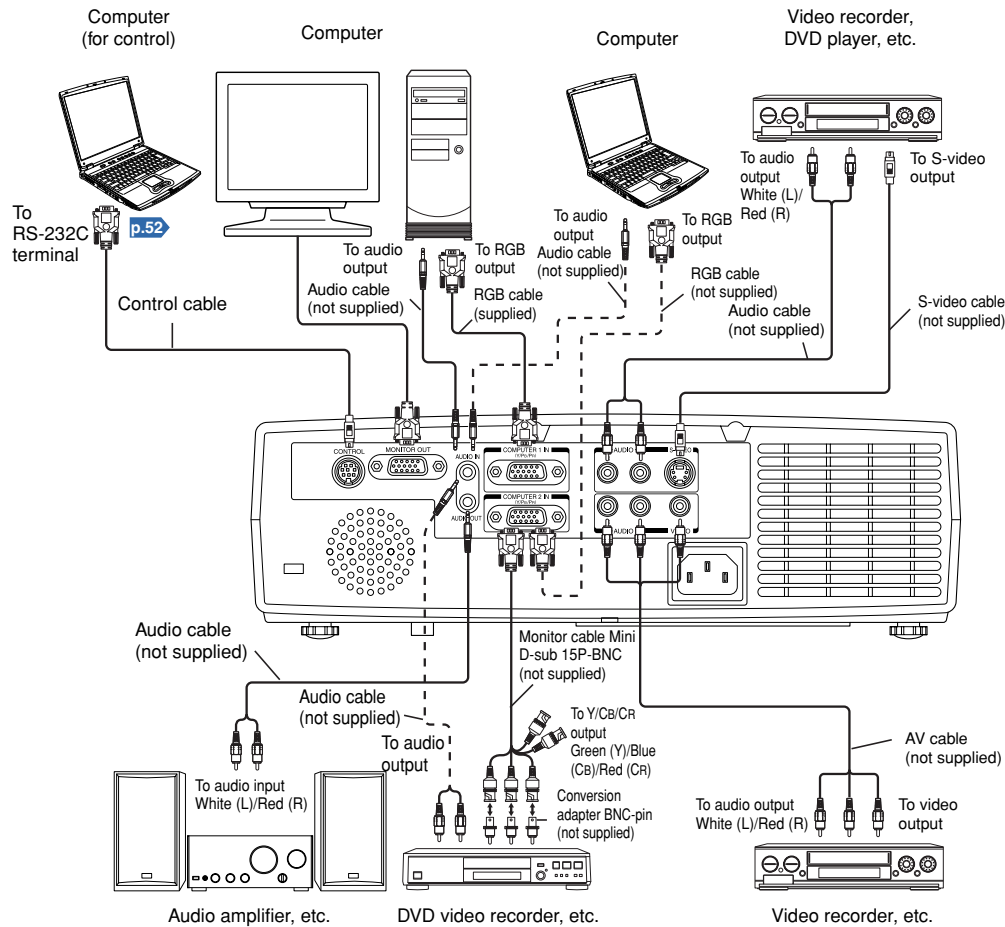 Computer
(for control)
Computer
Computer
Video recorder,
DVD player, etc.
To
RS-232C
terminal
p.52
To audio
output
Audio cable
(not supplied)
To RGB
output
RGB cable
(supplied)
To audio
output
Audio cable
(not supplied)
To RGB
output
RGB cable
(not supplied)
To audio
output
White (L)/
Red (R)
To S-video
output
Audio cable
(not supplied)
S-video cable
(not supplied)
Control cable
CONTROL
MONITOR OUT
AUDIO IN
COMPUTER 1 IN
(Y/PB/PR)
AUDIO
COMPUTER 2 IN
(Y/PB/PR)
AUDIO OUT
AUDIO
Audio cable
(not supplied)
Audio cable
(not supplied)
To audio
output
Monitor cable Mini
D-sub 15P-BNC
(not supplied)
To Y/CB/CR
output
Green (Y)/Blue
(CB)/Red (CR)
Conversion
adapter BNC-pin
(not supplied)
AV cable
(not supplied)
To audio input
White (L)/Red (R)
To audio output
White (L)/Red (R)
To video
output
Audio amplifier, etc.
DVD video recorder, etc.
Video recorder, etc.